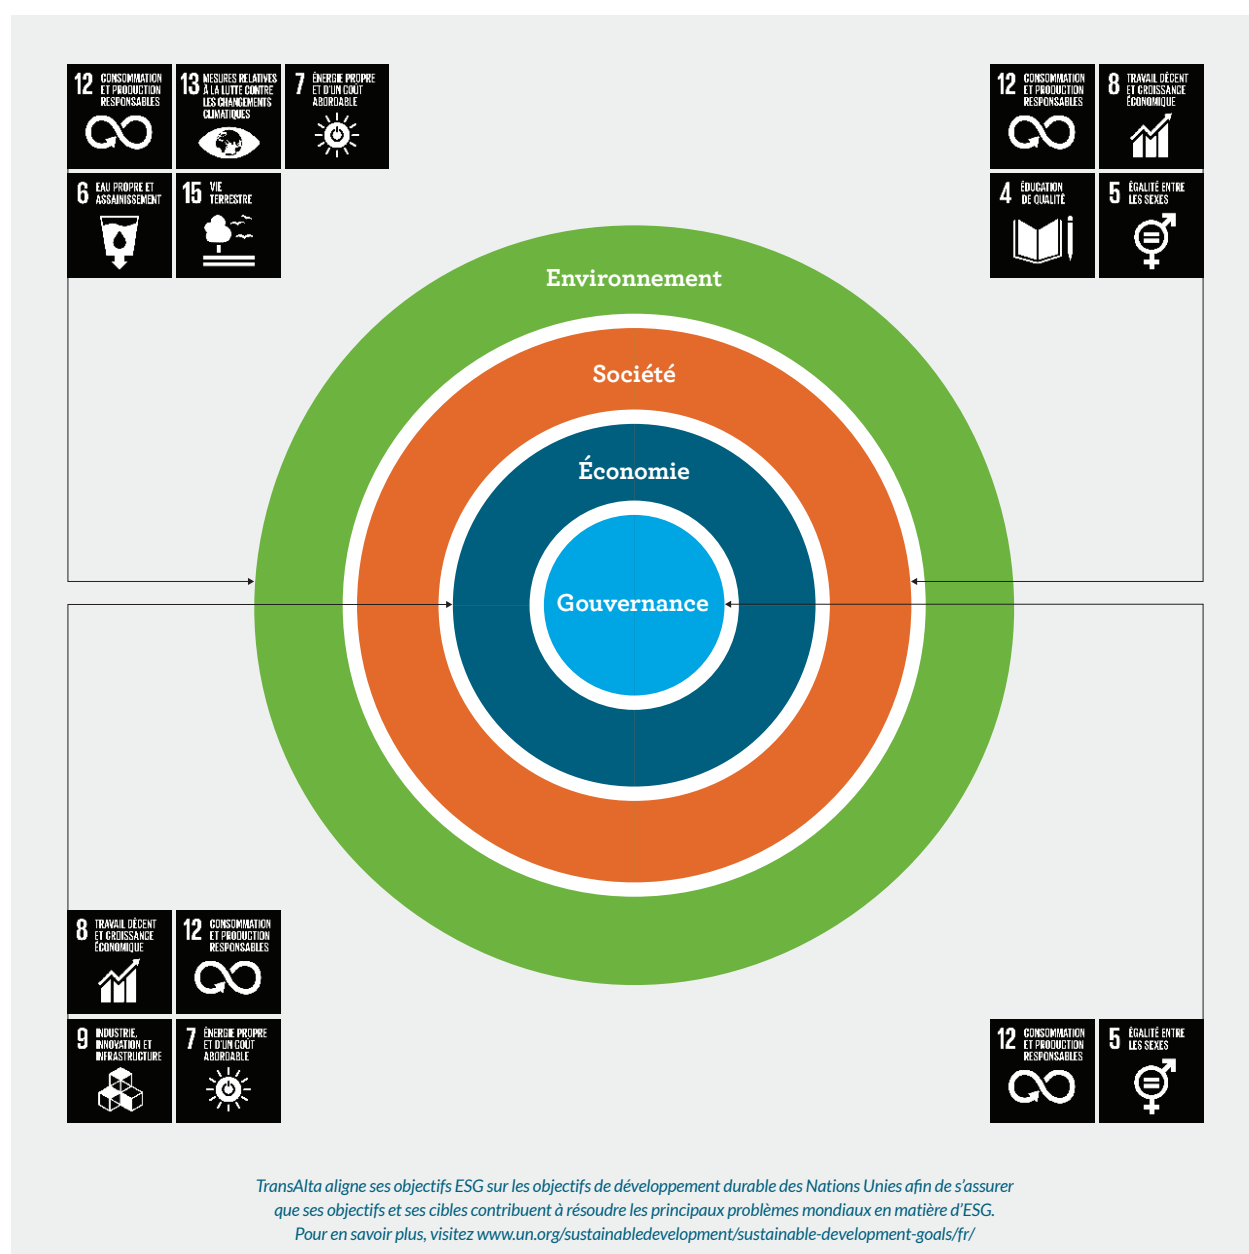 12 CONSOMMATION
ET PRODUCTION
RESPONSABLES
13 MESURES RELATIVES
À LA LUTTE CONTRE
LES CHANGEMENTS
CLIMATIQUES
7 ÉNERGIE PROPRE
ET D'UN COÛT
ABORDABLE
6 EAU PROPRE ET
ASSAINISSEMENT
15 VIE
TERRESTRE
12 CONSOMMATION
ET PRODUCTION
RESPONSABLES
8 TRAVAIL DÉCENT
ET CROISSANCE
ÉCONOMIQUE
4 ÉDUCATION
DE QUALITÉ
5 ÉGALITÉ ENTRE
LES SEXES
Environnement
Société
Économie
Gouvernance
8 TRAVAIL DÉCENT
ET CROISSANCE
ÉCONOMIQUE
12 CONSOMMATION
ET PRODUCTION
RESPONSABLES
9 INDUSTRIE,
INNOVATION ET
INFRASTRUCTURE
7 ÉNERGIE PROPRE
ET D'UN COÛT
ABORDABLE
12 CONSOMMATION
ET PRODUCTION
RESPONSABLES
5 ÉGALITÉ ENTRE
LES SEXES
TransAlta aligne ses objectifs ESG sur les objectifs de développement durable des Nations Unies afin de s’assurer
que ses objectifs et ses cibles contribuent à résoudre les principaux problèmes mondiaux en matière d’ESG.
Pour en savoir plus, visitez www.un.org/sustainabledevelopment/sustainable-development-goals/fr/